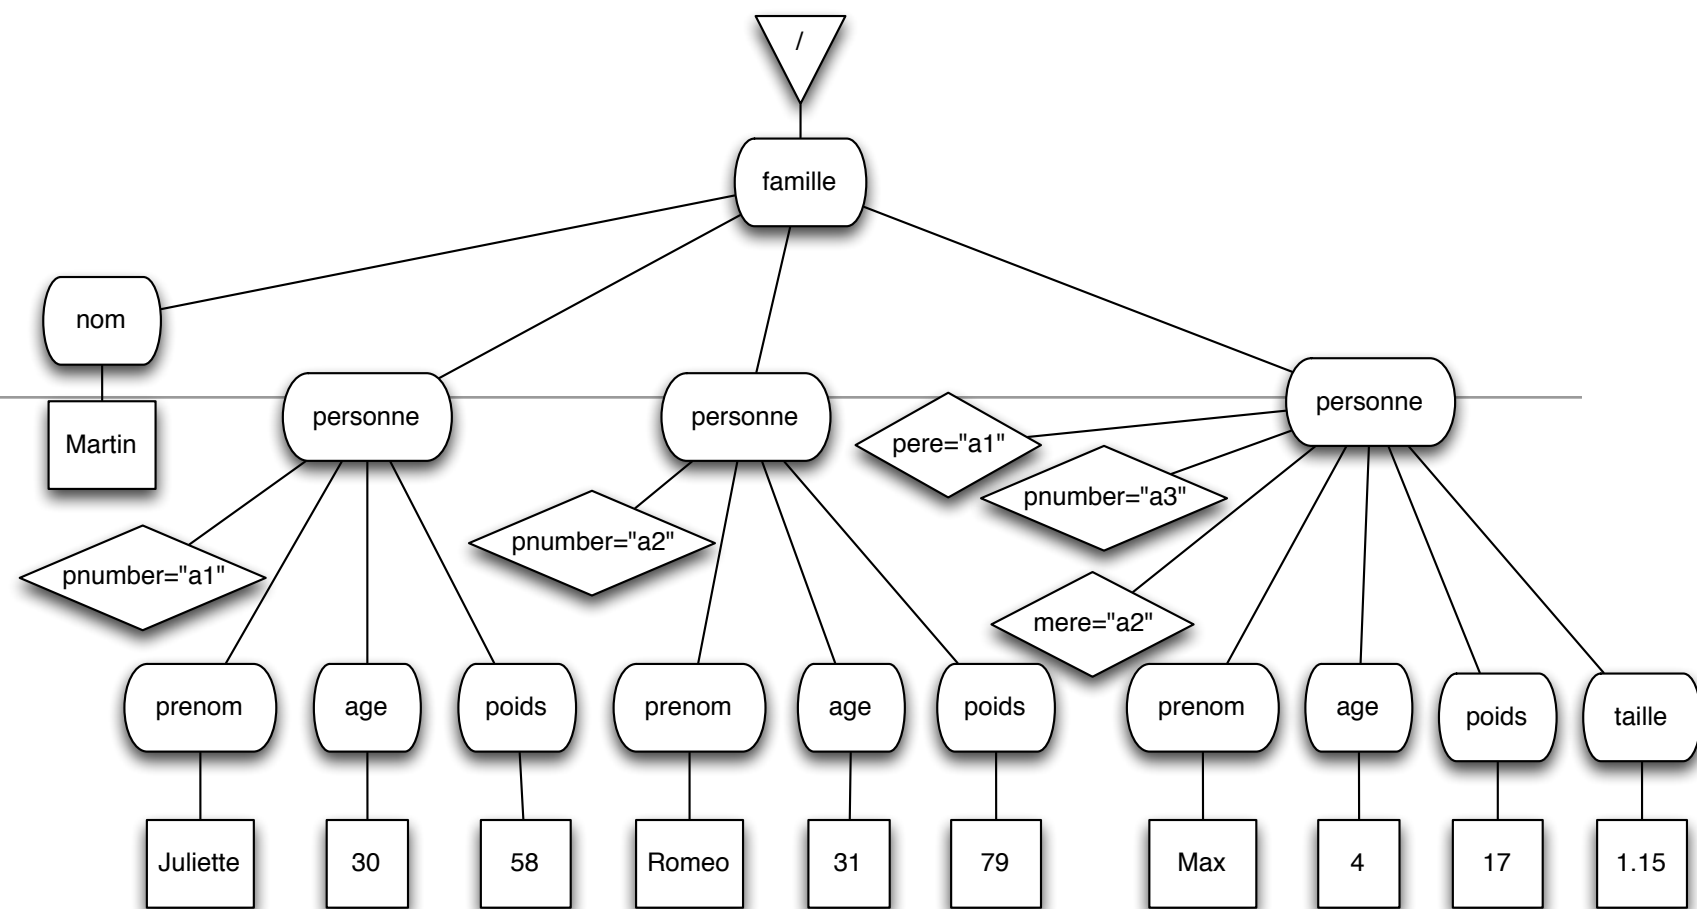 /
famille
nom
Martin
personne
personne
personne
pere="a1"
pnumber="a3"
pnumber="a1"
pnumber="a2"
mere="a2"
prenom
age
poids
prenom
age
poids
prenom
age
poids
taille
Juliette
30
58
Romeo
31
79
Max
4
17
1.15